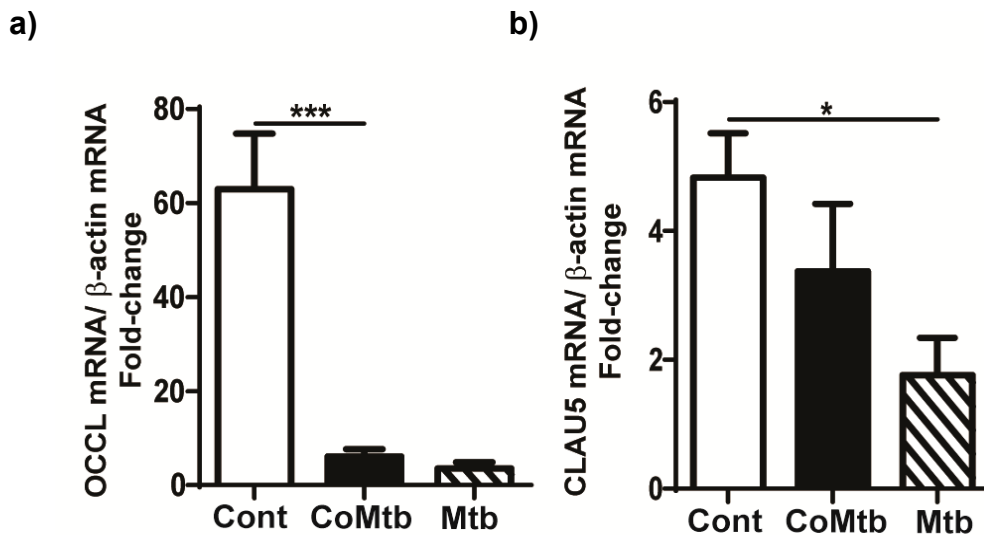 a)
OCCL mRNA/ β-actin mRNA
Fold-change
80
60
40
20
0
***
Cont CoMtb Mtb
b)
CLAU5 mRNA/ β-actin mRNA
Fold-change
6
4
2
0
*
Cont CoMtb Mtb